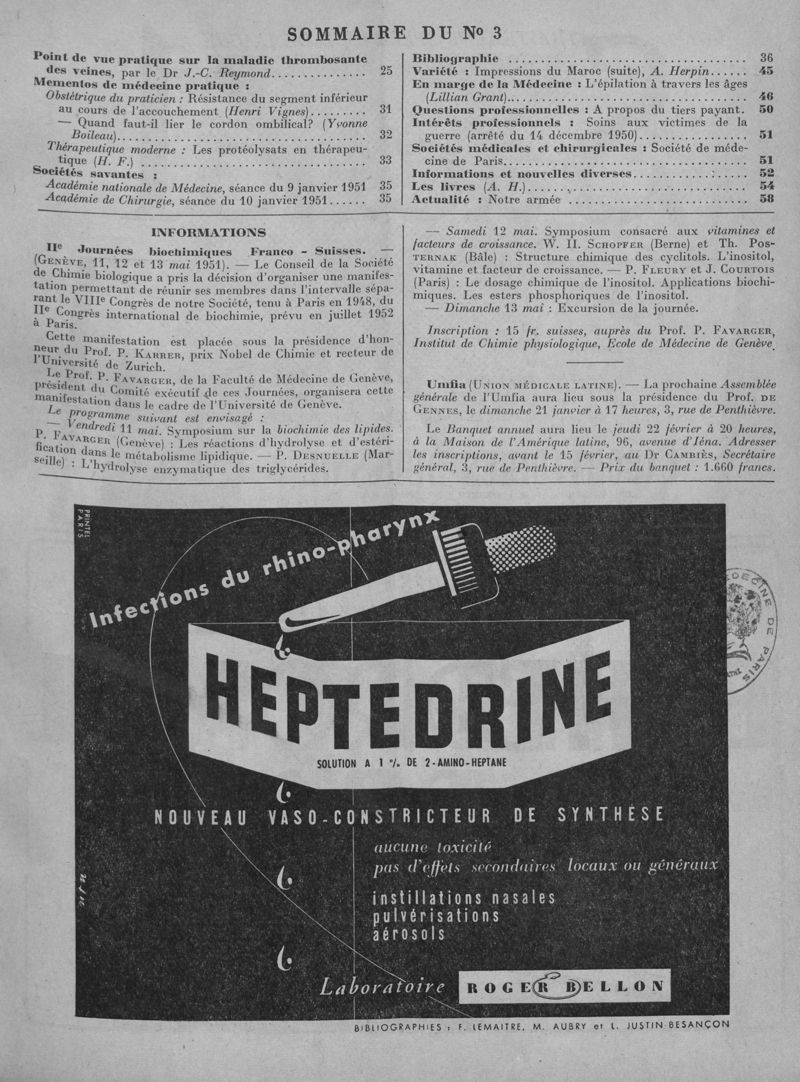 SOMMAIRE DU No 3
Point de vue pratique sur la maladie thrombosante
des veines, par le Dr J.-C. Reymond............... 25
Mementos de médecine pratique :
Obstétrique du praticien : Résistance du segment inférieur
au cours de l'accouchement (Henri Vignes)......... 31
— Quand faut-il lier le cordon ombilical? (Yvonne
Boileau)........................................ 32
Thérapeutique moderne : Les protéolysats en thérapeu-
tique (H. F.) .................................. 33
Sociétés savantes :
Académie nationale de Médecine, séance du 9 janvier 1951 35
Académie de Chirurgie, séance du 10 janvier 1951...... 35
Bibliographie .................................... 36
Variété : Impressions du Maroc (suite), A. Herpin...... 45
En marge de la Médecine : L'épilation à travers les âges
(Lillian Grant).................................... 46
Questions professionnelles : A propos du tiers payant. 50
Intérêts professionnels : Soins aux victimes de la
guerre (arrêté du 14 décembre 1950)................ 51
Sociétés médicales et chirurgicales : Société de méde-
cine de Paris..................................... 51
Informations et nouvelles diverses................. 52
Les livres (A. H.)................................. 54
Actualité : Notre armée ........................... 58
INFORMATIONS
IIe Journées biochimiques Franco - Suisses. —
(GENÈVE, 11, 12 et 13 mai 1951). — Le Conseil de la Société
de Chimie biologique a pris la décision d'organiser une manifes-
tation permettant de réunir ses membres dans l'intervalle sépa-
rant le VIIIe Congrès de notre Société, tenu à Paris en 1948, du
IIe Congrès international de biochimie, prévu en juillet 1952
à Paris.
Cette manifestation est placée sous la présidence d'hon-
neur du Prof. P. KARRER, prix Nobel de Chimie et recteur de
l'Université de Zurich.
Le Prof. P. FAVARGER, de la Faculté de Médecine de Genève,
président du Comité exécutif de ces Journées, organisera cette
manifestation dans le cadre de l'Université de Genève.
Le programme suivant est envisagé :
— Vendredi 11 mai. Symposium sur la biochimie des lipides.
P. FAVARGER (Genève) : Les réactions d'hydrolyse et d'estéri-
fication dans le métabolisme lipidique. — P. DESNUELLE (Mar-
seille) : L'hydrolyse enzymatique des triglycérides.
— Samedi 12 mai. Symposium consacré aux vitamines et
facteurs de croissance. W. H. SCHOPFER (Berne) et Th. POS-
TERNAK (Bâle) : Structure chimique des cyclitols. L'inositol,
vitamine et facteur de croissance. — P. FLEURY et J. COURTOIS
(Paris) : Le dosage chimique de l'inositol. Applications biochi-
miques. Les esters phosphoriques de l'inositol.
— Dimanche 13 mai : Excursion de la journée.
Inscription : 15 fr. suisses, auprès du Prof. P. FAVARGER,
Institut de Chimie physiologique, Ecole de Médecine de Genève.
Umfia (UNION MÉDICALE LATINE). — La prochaine Assemblée
générale de l'Umfia aura lieu sous la présidence du Prof. DE
GENNES, le dimanche 21 janvier à 17 heures, 3, rue de Penthièvre.
Le Banquet annuel aura lieu le jeudi 22 février à 20 heures,
à la Maison de l'Amérique latine, 96, avenue d'Iéna. Adresser
les inscriptions, avant le 15 février, au Dr CAMBIÈS, Secrétaire
général, 3, rue de Penthièvre. — Prix du banquet : 1.660 francs.
PRINTEL
PARIS
Infections du rhino-pharynx
HEPTEDRINE
SOLUTION A 1 % DE 2-AMINO-HEPTANE
NOUVEAU VASO-CONSTRICTEUR DE SYNTHÈSE
aucune toxicité
pas d'effets secondaires locaux ou généraux
instillations nasales
pulvérisations
aérosols
Laboratoire ROGER BELLON
BIBLIOGRAPHIES : F. LEMAITRE, M. AUBRY et L. JUSTIN-BESANÇON
DE PARIS